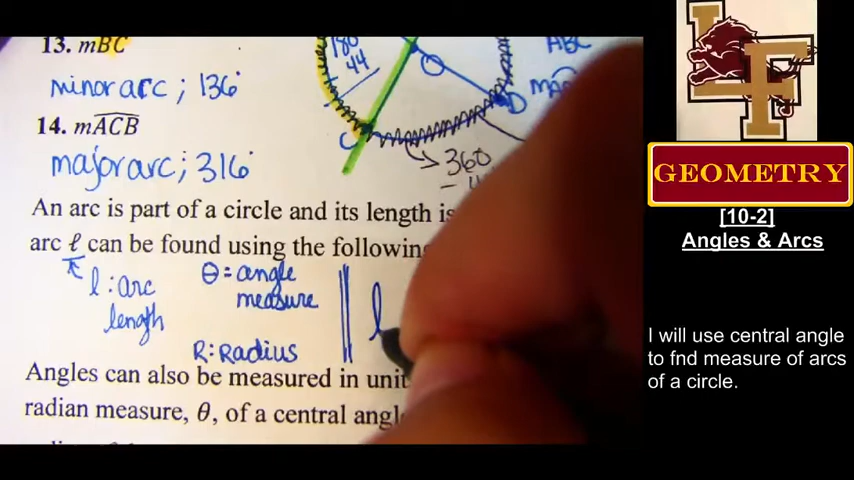 13. mBC
minor arc ; 136°
180
44
ABC
D
C
14. mACB
major arc ; 316°
360
An arc is part of a circle and its length is
arc ℓ can be found using the following
l : arc length
θ = angle measure
R : Radius
l
Angles can also be measured in unit
radian measure, θ, of a central angl
LF
GEOMETRY
[10-2]
Angles & Arcs
I will use central angle
to fnd measure of arcs
of a circle.